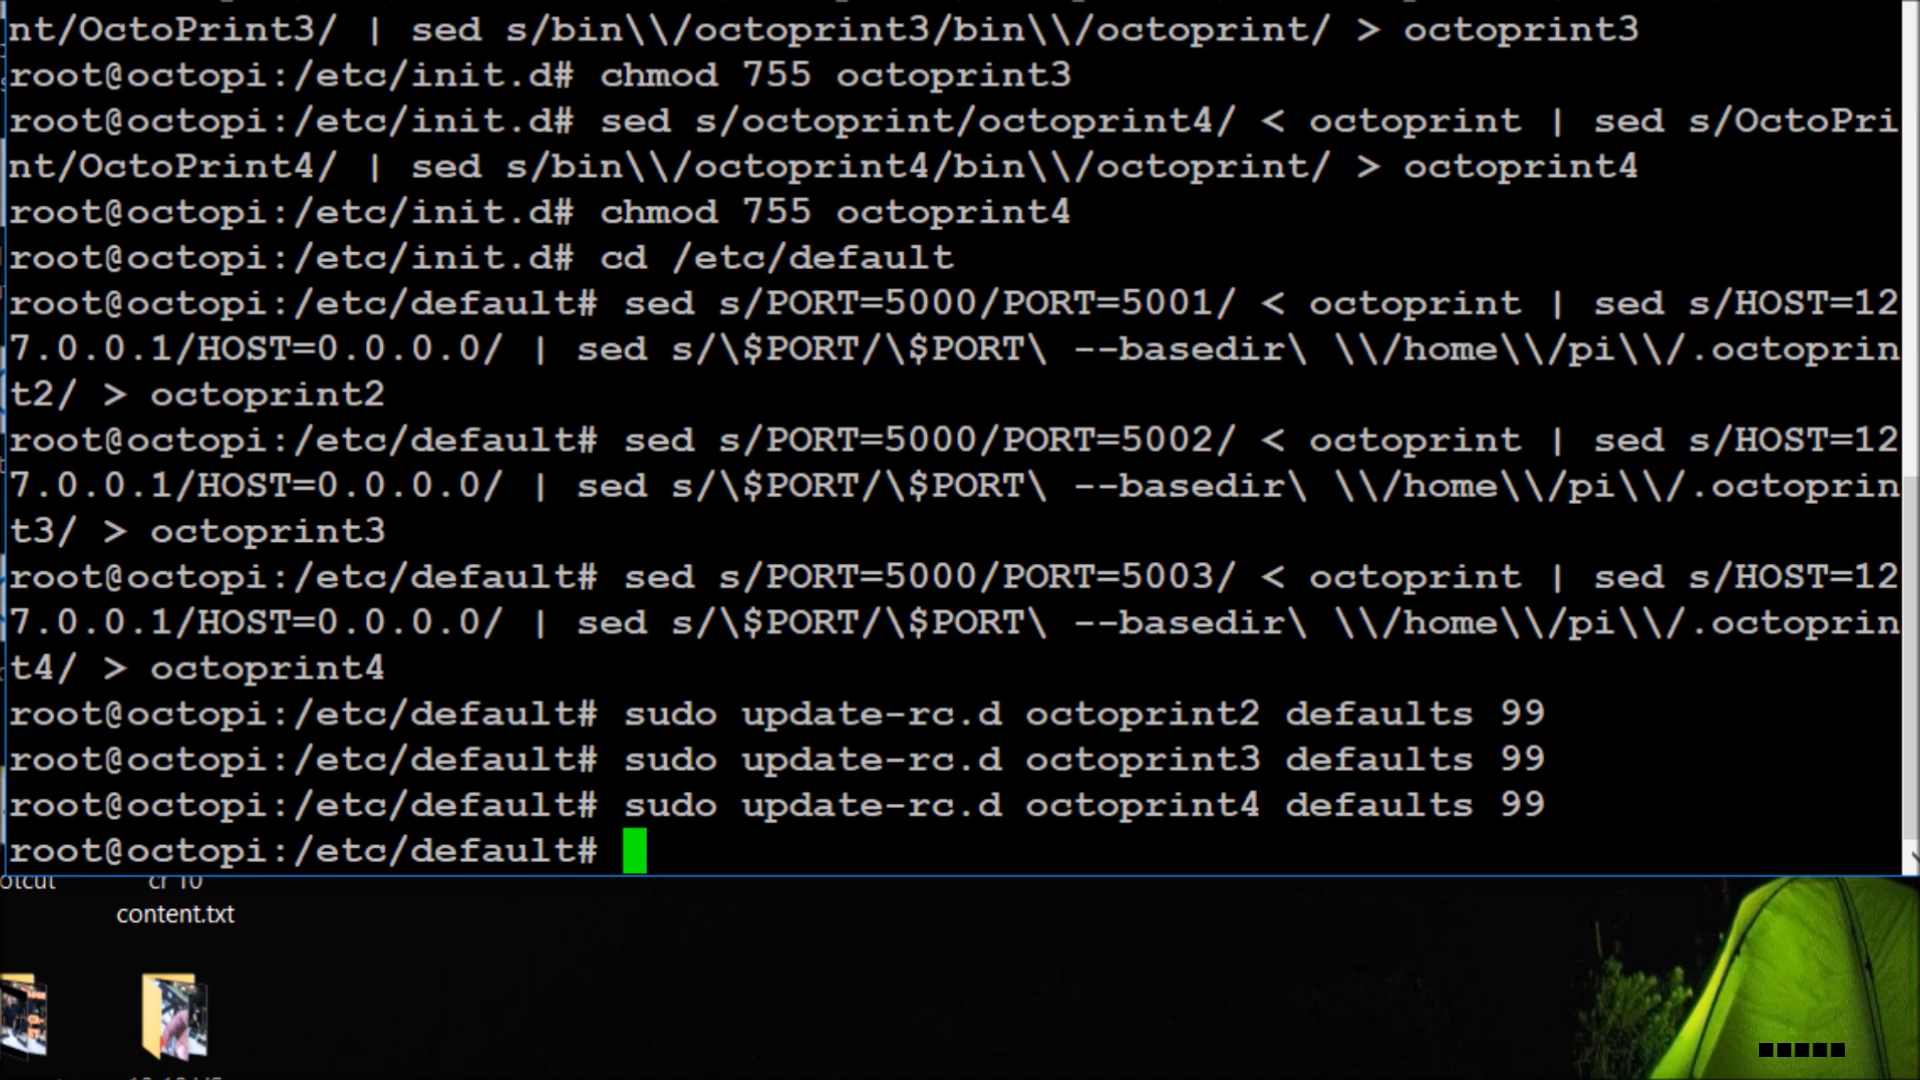 nt/OctoPrint3/ | sed s/bin\\/octoprint3/bin\\/octoprint/ > octoprint3
root@octopi:/etc/init.d# chmod 755 octoprint3
root@octopi:/etc/init.d# sed s/octoprint/octoprint4/ < octoprint | sed s/OctoPri
nt/OctoPrint4/ | sed s/bin\\/octoprint4/bin\\/octoprint/ > octoprint4
root@octopi:/etc/init.d# chmod 755 octoprint4
root@octopi:/etc/init.d# cd /etc/default
root@octopi:/etc/default# sed s/PORT=5000/PORT=5001/ < octoprint | sed s/HOST=12
7.0.0.1/HOST=0.0.0.0/ | sed s/\$PORT/\$PORT\ --basedir\ \\/home\\/pi\\/.octoprin
t2/ > octoprint2
root@octopi:/etc/default# sed s/PORT=5000/PORT=5002/ < octoprint | sed s/HOST=12
7.0.0.1/HOST=0.0.0.0/ | sed s/\$PORT/\$PORT\ --basedir\ \\/home\\/pi\\/.octoprin
t3/ > octoprint3
root@octopi:/etc/default# sed s/PORT=5000/PORT=5003/ < octoprint | sed s/HOST=12
7.0.0.1/HOST=0.0.0.0/ | sed s/\$PORT/\$PORT\ --basedir\ \\/home\\/pi\\/.octoprin
t4/ > octoprint4
root@octopi:/etc/default# sudo update-rc.d octoprint2 defaults 99
root@octopi:/etc/default# sudo update-rc.d octoprint3 defaults 99
root@octopi:/etc/default# sudo update-rc.d octoprint4 defaults 99
root@octopi:/etc/default#
cr 10
content.txt